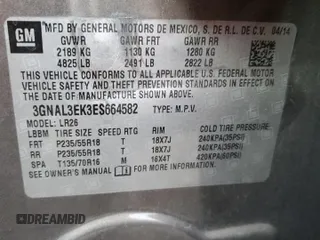 GM
MFD BY GENERAL MOTORS DE MEXICO, S. DE R.L. DE C.V. 04/14
GVWR GAWR FRT GAWR RR
2189 KG 1130 KG 1280 KG
4825 LB 2491 LB 2822 LB
THIS VEHICLE CONFORMS TO ALL APPLICABLE U.S. FEDERAL MOTOR
VEHICLE SAFETY AND THEFT PREVENTION STANDARDS IN EFFECT
ON THE DATE OF MANUFACTURE SHOWN ABOVE.
3GNAL3EK3ES664582 TYPE: M.P.V.
MODEL: LR26
LBBM TIRE SIZE SPEED RTG RIM COLD TIRE PRESSURE
FRT P235/55R18 T 18X7J 240KPA(35PSI)
RR P235/55R18 T 18X7J 240KPA(35PSI)
SPA T135/70R16 M 16X4T 420KPA(60PSI)
SEE OWNER'S MANUAL FOR ADDITIONAL INFORMATION
DREAMBID